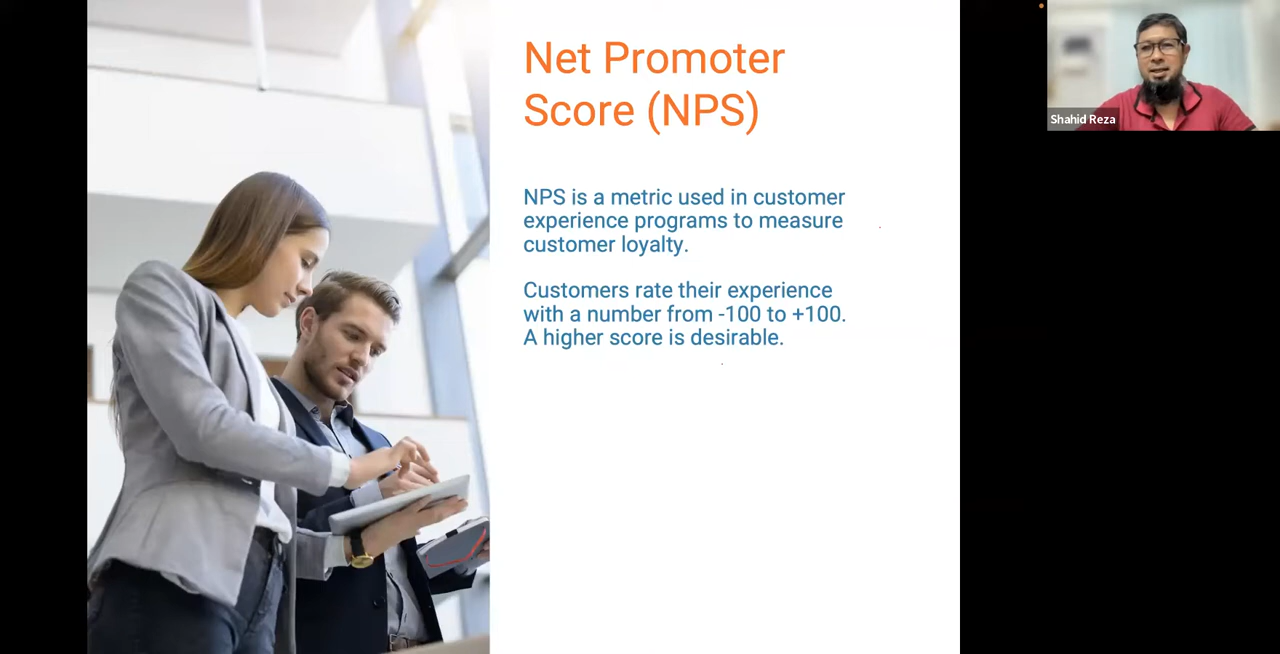 Net Promoter
Score (NPS)
NPS is a metric used in customer
experience programs to measure
customer loyalty.
Customers rate their experience
with a number from -100 to +100.
A higher score is desirable.
Shahid Reza